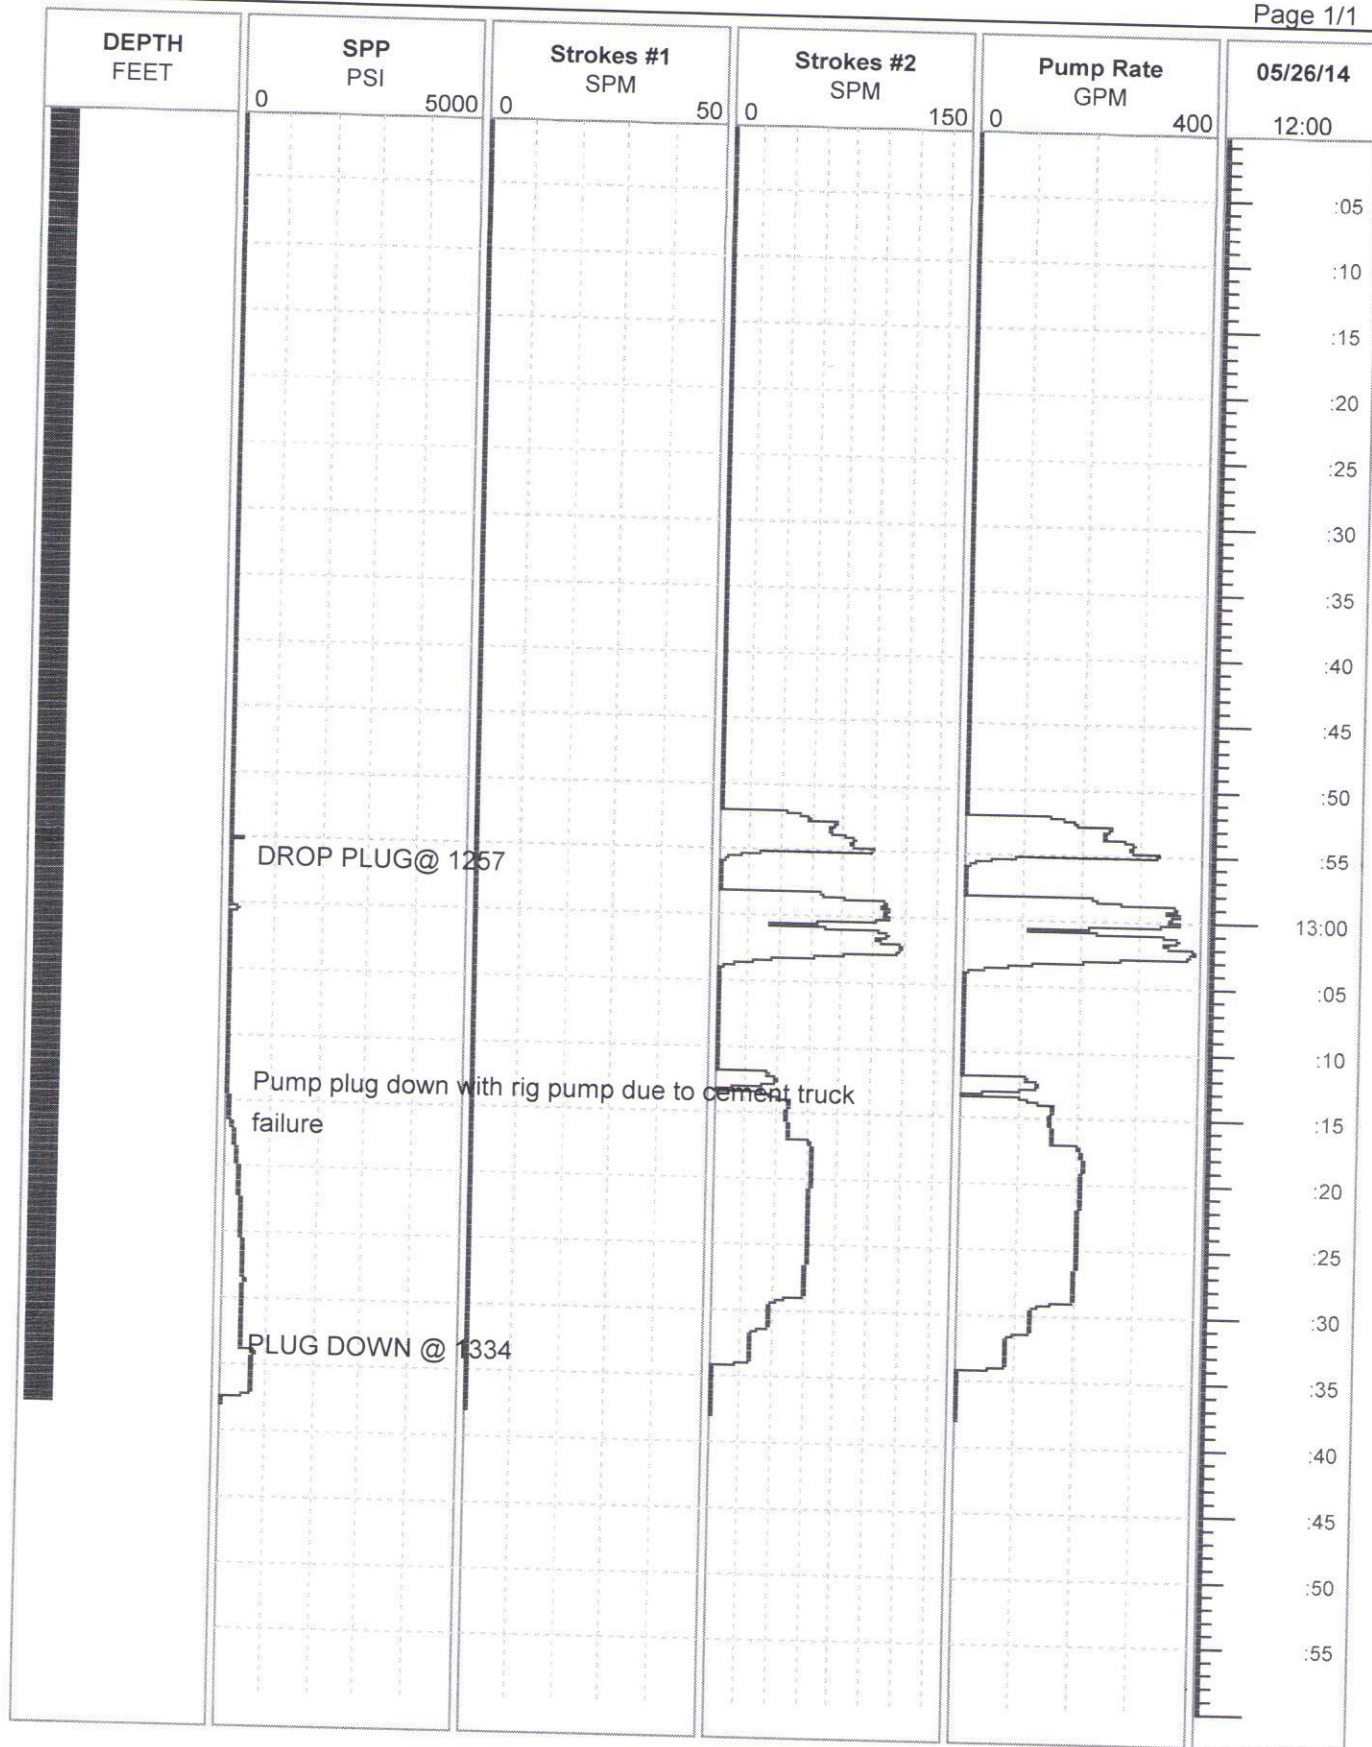 Page 1/1
DEPTH
FEET
SPP
PSI
0 5000
Strokes #1
SPM
0 50
Strokes #2
SPM
0 150
Pump Rate
GPM
0 400
05/26/14
12:00
:05
:10
:15
:20
:25
:30
:35
:40
:45
:50
DROP PLUG@ 1257
:55
13:00
:05
:10
Pump plug down with rig pump due to cement truck
failure
:15
:20
:25
:30
PLUG DOWN @ 1334
:35
:40
:45
:50
:55